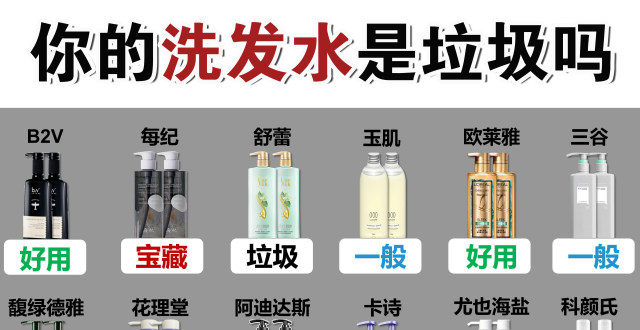 你的洗发水是垃圾吗
B2V 每纪 舒蕾 玉肌 欧莱雅 三谷
好用 宝藏 垃圾 一般 好用 一般
馥绿德雅 花理堂 阿迪达斯 卡诗 尤也海盐 科颜氏